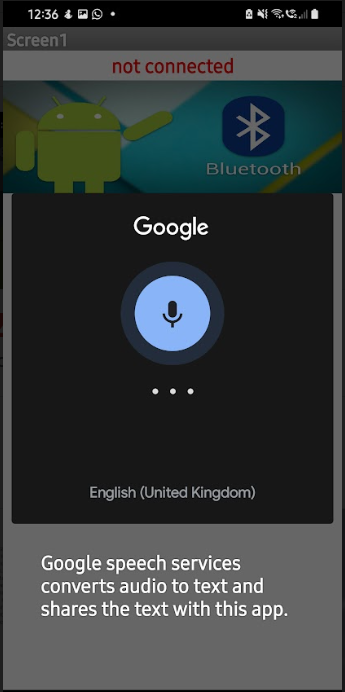 12:36
Screen1
not connected
Bluetooth
Google
English (United Kingdom)
Google speech services
converts audio to text and
shares the text with this app.